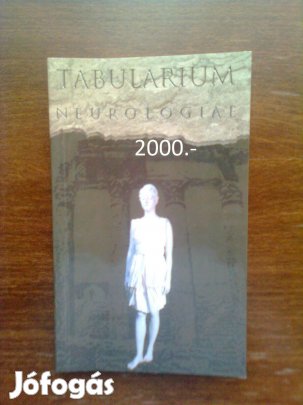 TABULARIUM
NEUROLOGIAE
2000.-
Jófogás